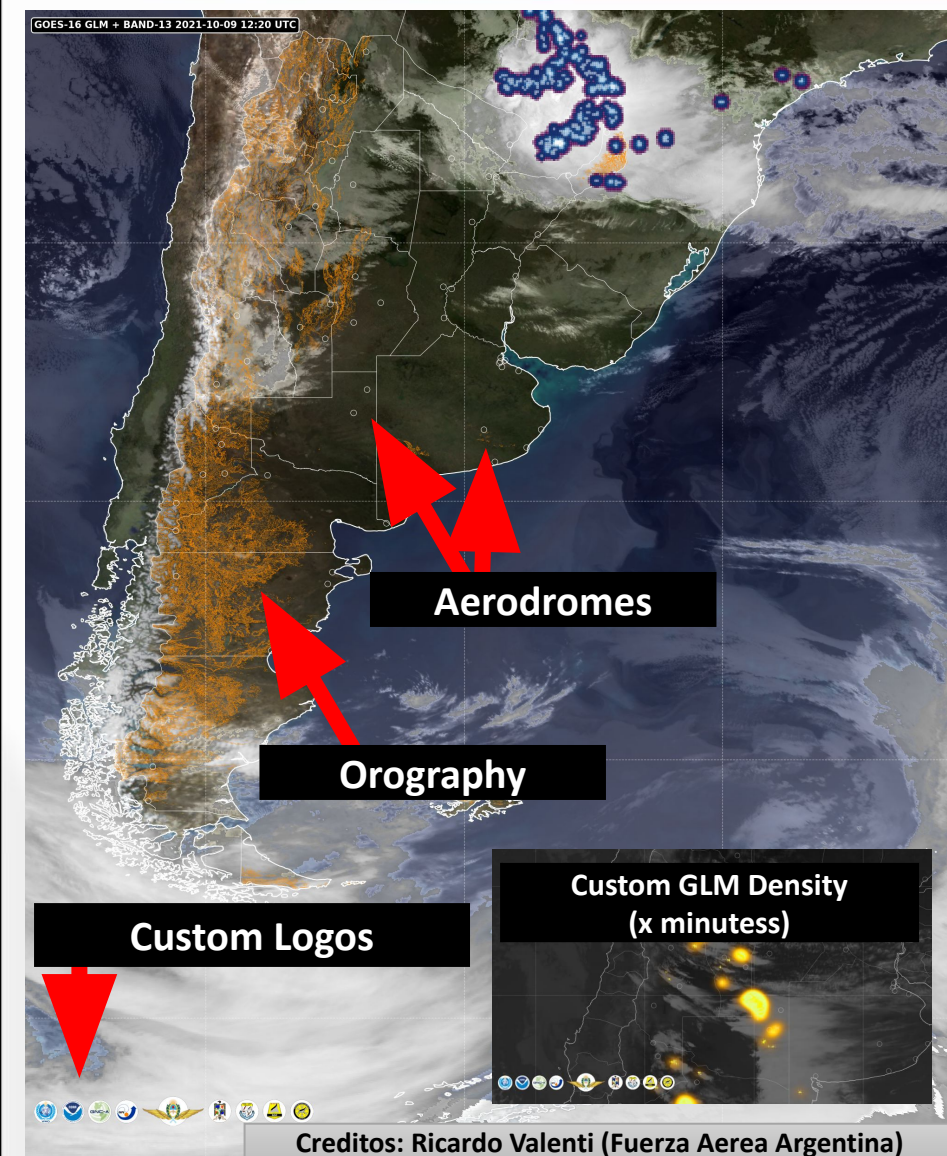 GOES-16 GLM + BAND-13 2021-10-09 12:20 UTC
Aerodromes
Orography
Custom GLM Density
(x minutess)
Custom Logos
Creditos: Ricardo Valenti (Fuerza Aerea Argentina)